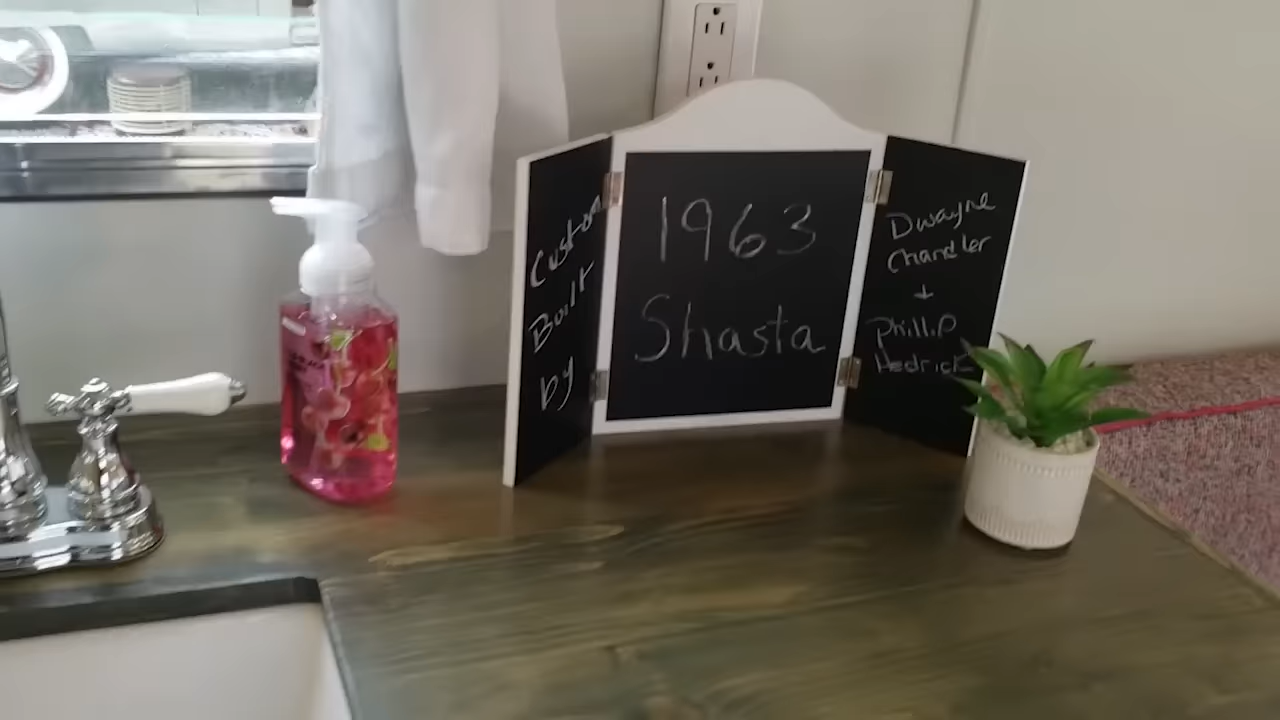 Custom
Built
by
1963
Shasta
Dwayne
Chandler
+
Phillip
Hedrick